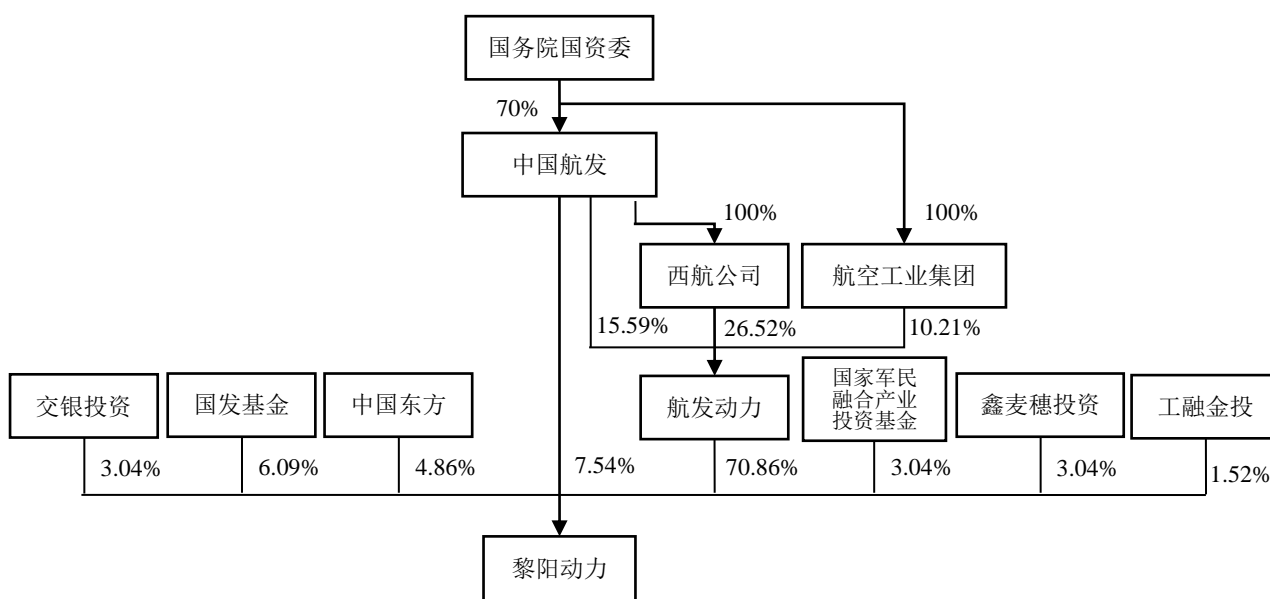 国务院国资委
70%
中国航发
100%
100%
西航公司
航空工业集团
15.59%
26.52%
10.21%
交银投资
国发基金
中国东方
航发动力
国家军民
融合产业
投资基金
鑫麦穗投资
工融金投
3.04%
6.09%
4.86%
7.54%
70.86%
3.04%
3.04%
1.52%
黎阳动力